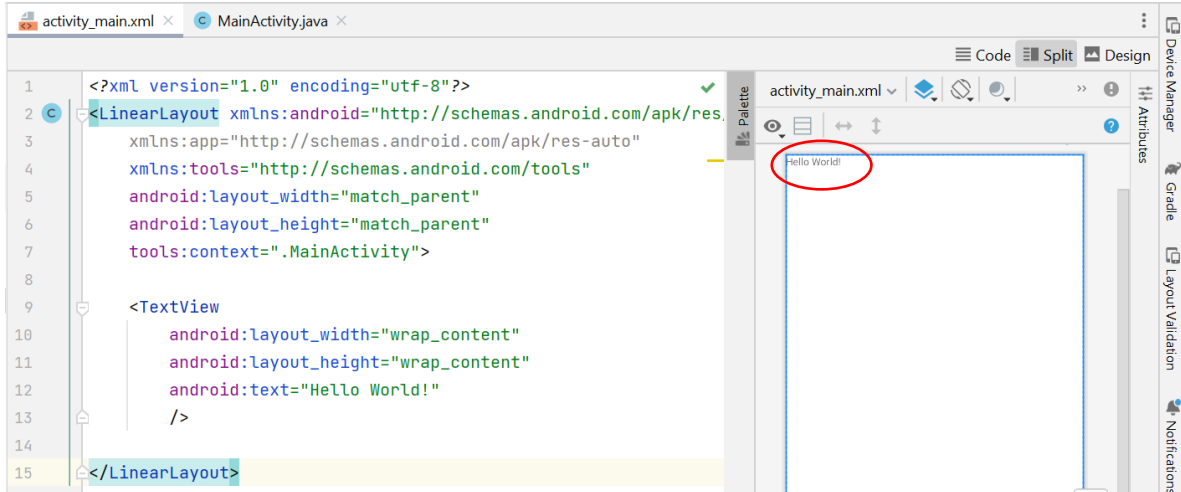 activity_main.xml
MainActivity.java
Code Split Design
1 <?xml version="1.0" encoding="utf-8"?>
2 <LinearLayout xmlns:android="http://schemas.android.com/apk/res
3 xmlns:app="http://schemas.android.com/apk/res-auto"
4 xmlns:tools="http://schemas.android.com/tools"
5 android:layout_width="match_parent"
6 android:layout_height="match_parent"
7 tools:context=".MainActivity">
8
9 <TextView
10 android:layout_width="wrap_content"
11 android:layout_height="wrap_content"
12 android:text="Hello World!"
13 />
14
15 </LinearLayout>
Palette
activity_main.xml
Hello World!
Attributes
Device Manager
Gradle
Layout Validation
Notifications